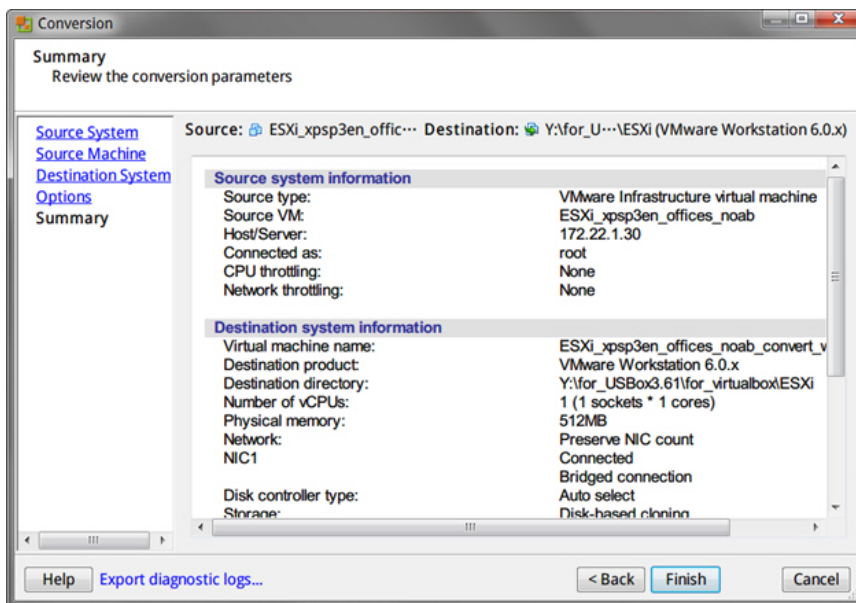 Conversion
Summary
Review the conversion parameters
Source System
Source Machine
Destination System
Options
Summary
Source: ESXi_xpsp3en_offic··· Destination: Y:\for_U···\ESXi (VMware Workstation 6.0.x)
Source system information
Source type: VMware Infrastructure virtual machine
Source VM: ESXi_xpsp3en_offices_noab
Host/Server: 172.22.1.30
Connected as: root
CPU throttling: None
Network throttling: None
Destination system information
Virtual machine name: ESXi_xpsp3en_offices_noab_convert_w
Destination product: VMware Workstation 6.0.x
Destination directory: Y:\for_USBox3.61\for_virtualbox\ESXi
Number of vCPUs: 1 (1 sockets * 1 cores)
Physical memory: 512MB
Network: Preserve NIC count
NIC1 Connected
Bridged connection
Disk controller type: Auto select
Storage: Disk-based cloning
Help Export diagnostic logs... < Back Finish Cancel